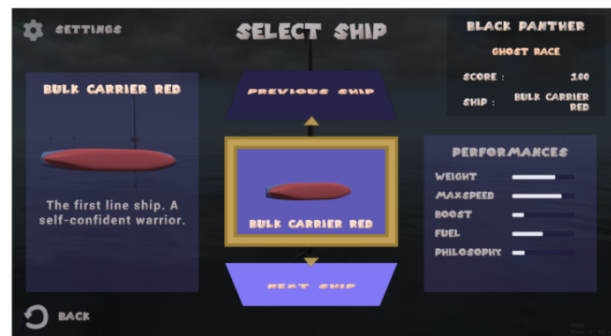 SETTINGS
SELECT SHIP
BLACK PANTHER
GHOST RACE
SCORE : 100
SHIP : BULK CARRIER
RED
BULK CARRIER RED
The first line ship. A
self-confident warrior.
PREVIOUS SHIP
BULK CARRIER RED
NEXT SHIP
PERFORMANCES
WEIGHT
MAXSPEED
BOOST
FUEL
PHILOSOPHY
BACK